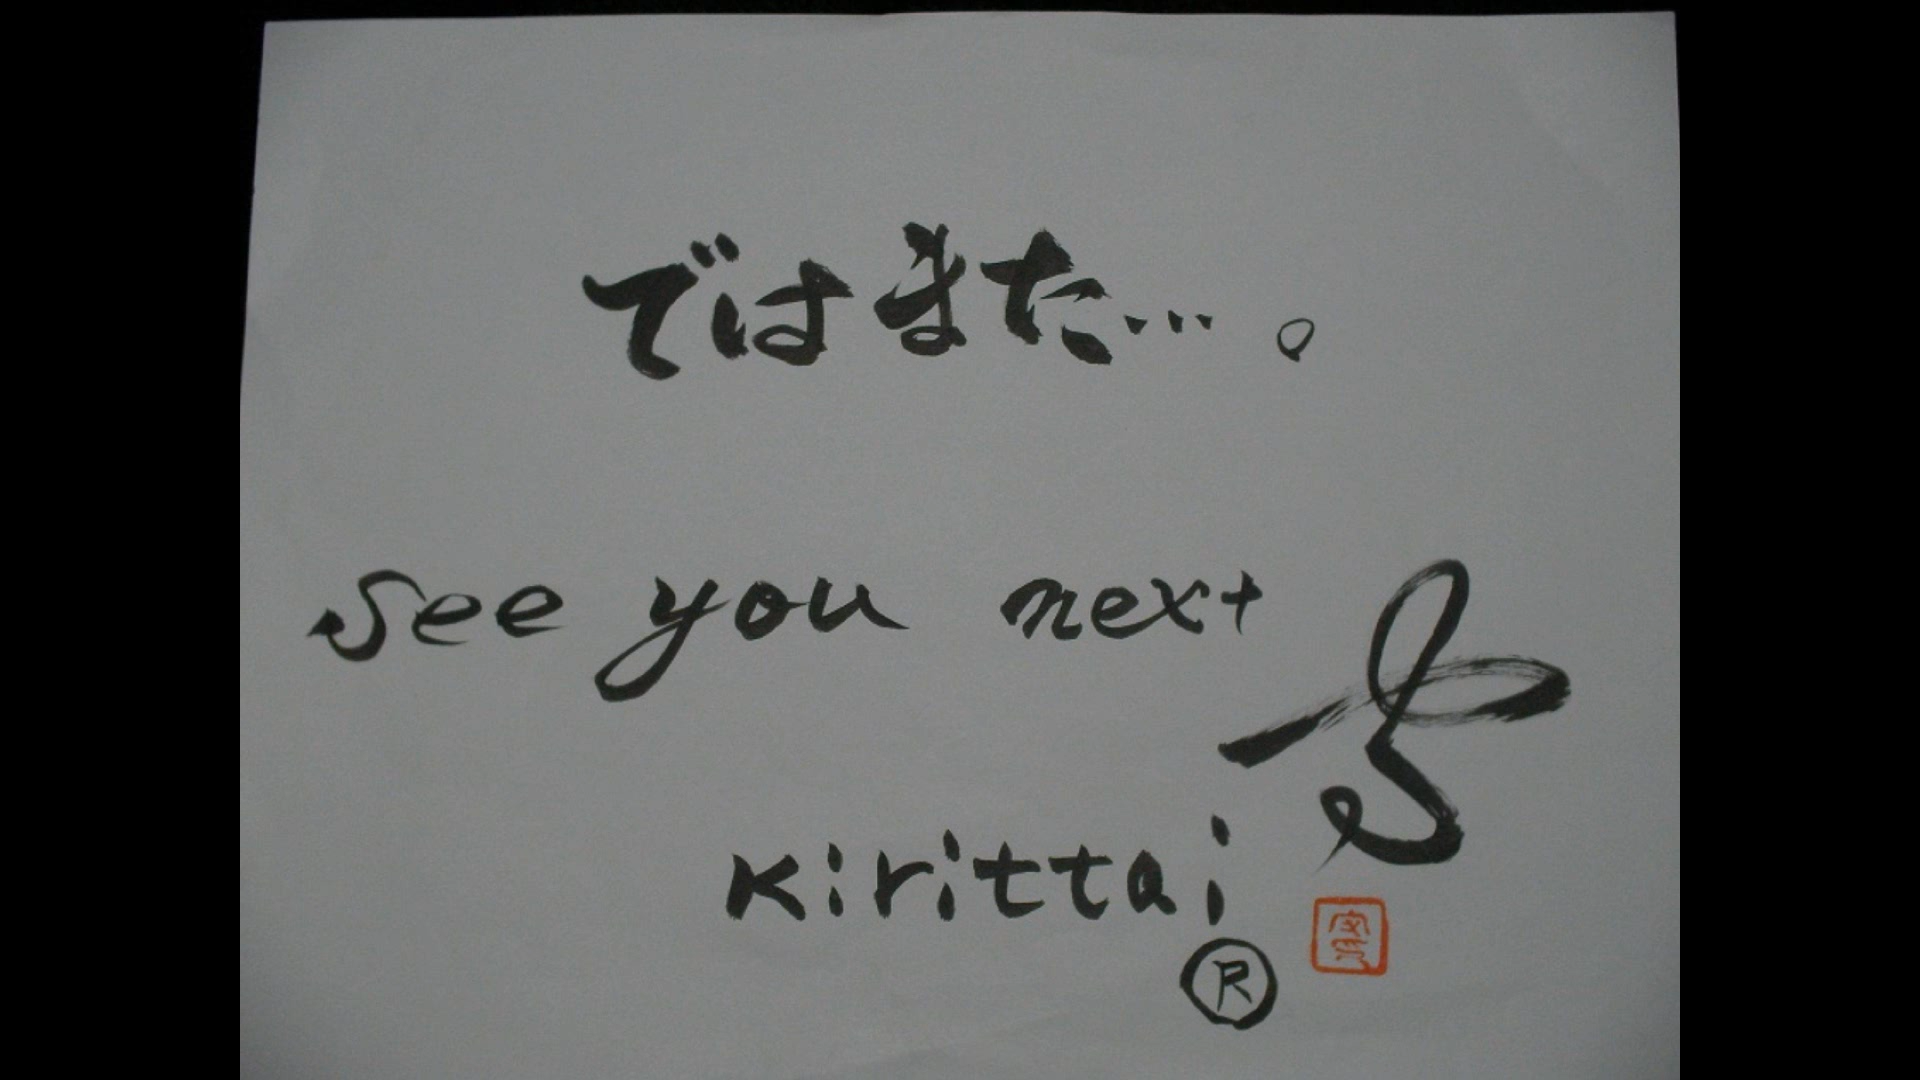 ではまた…。
see you next
kirittai
®